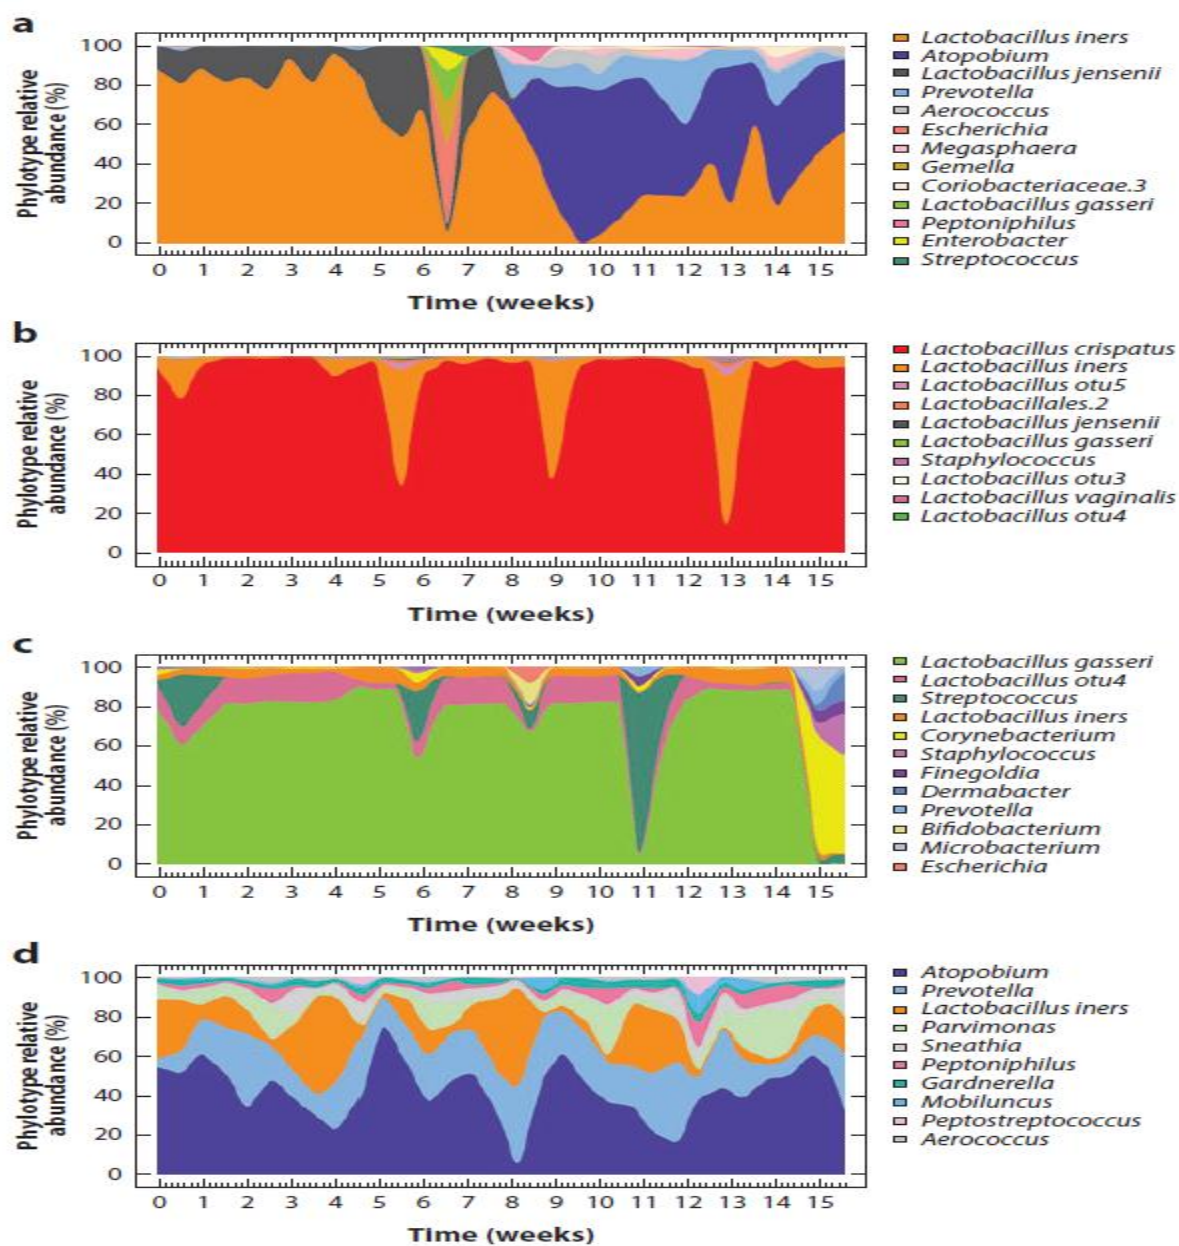 a
Phylotype relative
abundance (%)
100
80
60
40
20
0
0 1 2 3 4 5 6 7 8 9 10 11 12 13 14 15
Time (weeks)
Lactobacillus iners
Atopobium
Lactobacillus jensenii
Prevotella
Aerococcus
Escherichia
Megasphaera
Gemella
Coriobacteriaceae.3
Lactobacillus gasseri
Peptoniphilus
Enterobacter
Streptococcus
b
Phylotype relative
abundance (%)
100
80
60
40
20
0
0 1 2 3 4 5 6 7 8 9 10 11 12 13 14 15
Time (weeks)
Lactobacillus crispatus
Lactobacillus iners
Lactobacillus otu5
Lactobacillales.2
Lactobacillus jensenii
Lactobacillus gasseri
Staphylococcus
Lactobacillus otu3
Lactobacillus vaginalis
Lactobacillus otu4
c
Phylotype relative
abundance (%)
100
80
60
40
20
0
0 1 2 3 4 5 6 7 8 9 10 11 12 13 14 15
Time (weeks)
Lactobacillus gasseri
Lactobacillus otu4
Streptococcus
Lactobacillus iners
Corynebacterium
Staphylococcus
Finegoldia
Dermabacter
Prevotella
Bifidobacterium
Microbacterium
Escherichia
d
Phylotype relative
abundance (%)
100
80
60
40
20
0
0 1 2 3 4 5 6 7 8 9 10 11 12 13 14 15
Time (weeks)
Atopobium
Prevotella
Lactobacillus iners
Parvimonas
Sneathia
Peptoniphilus
Gardnerella
Mobiluncus
Peptostreptococcus
Aerococcus